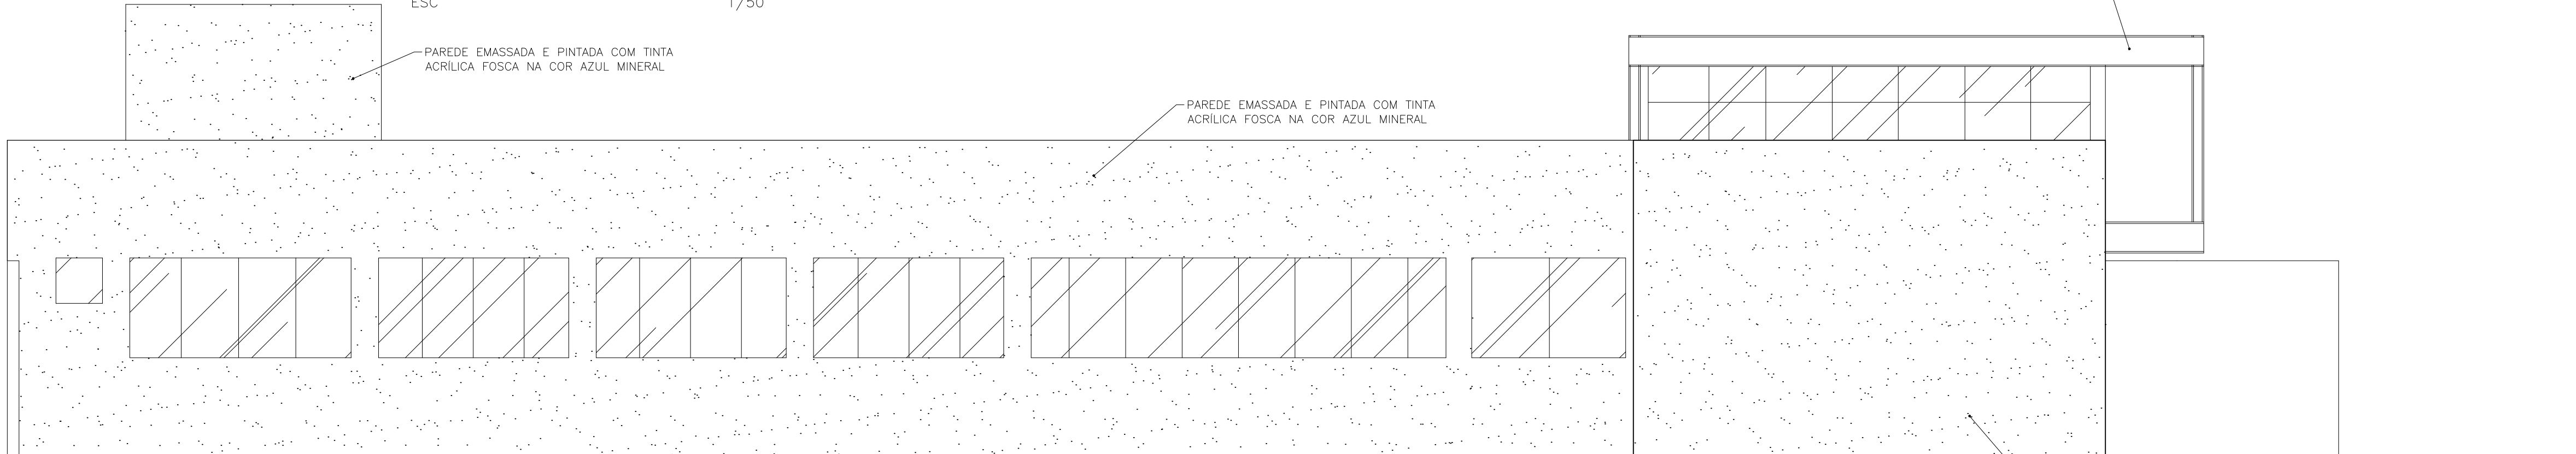 ESC 1/50
PAREDE EMASSADA E PINTADA COM TINTA
ACRÍLICA FOSCA NA COR AZUL MINERAL
PAREDE EMASSADA E PINTADA COM TINTA
ACRÍLICA FOSCA NA COR AZUL MINERAL